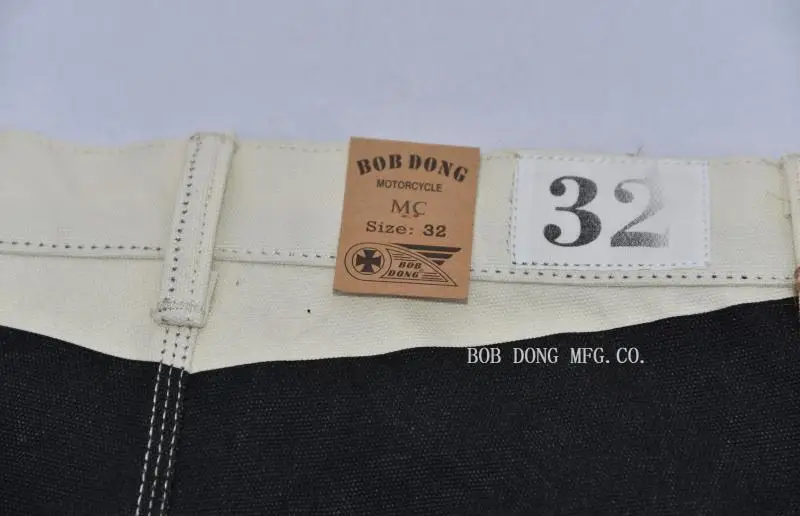 BOB DONG
MOTORCYCLE
MC
Size: 32
BOB
DONG
32
BOB DONG MFG.CO.